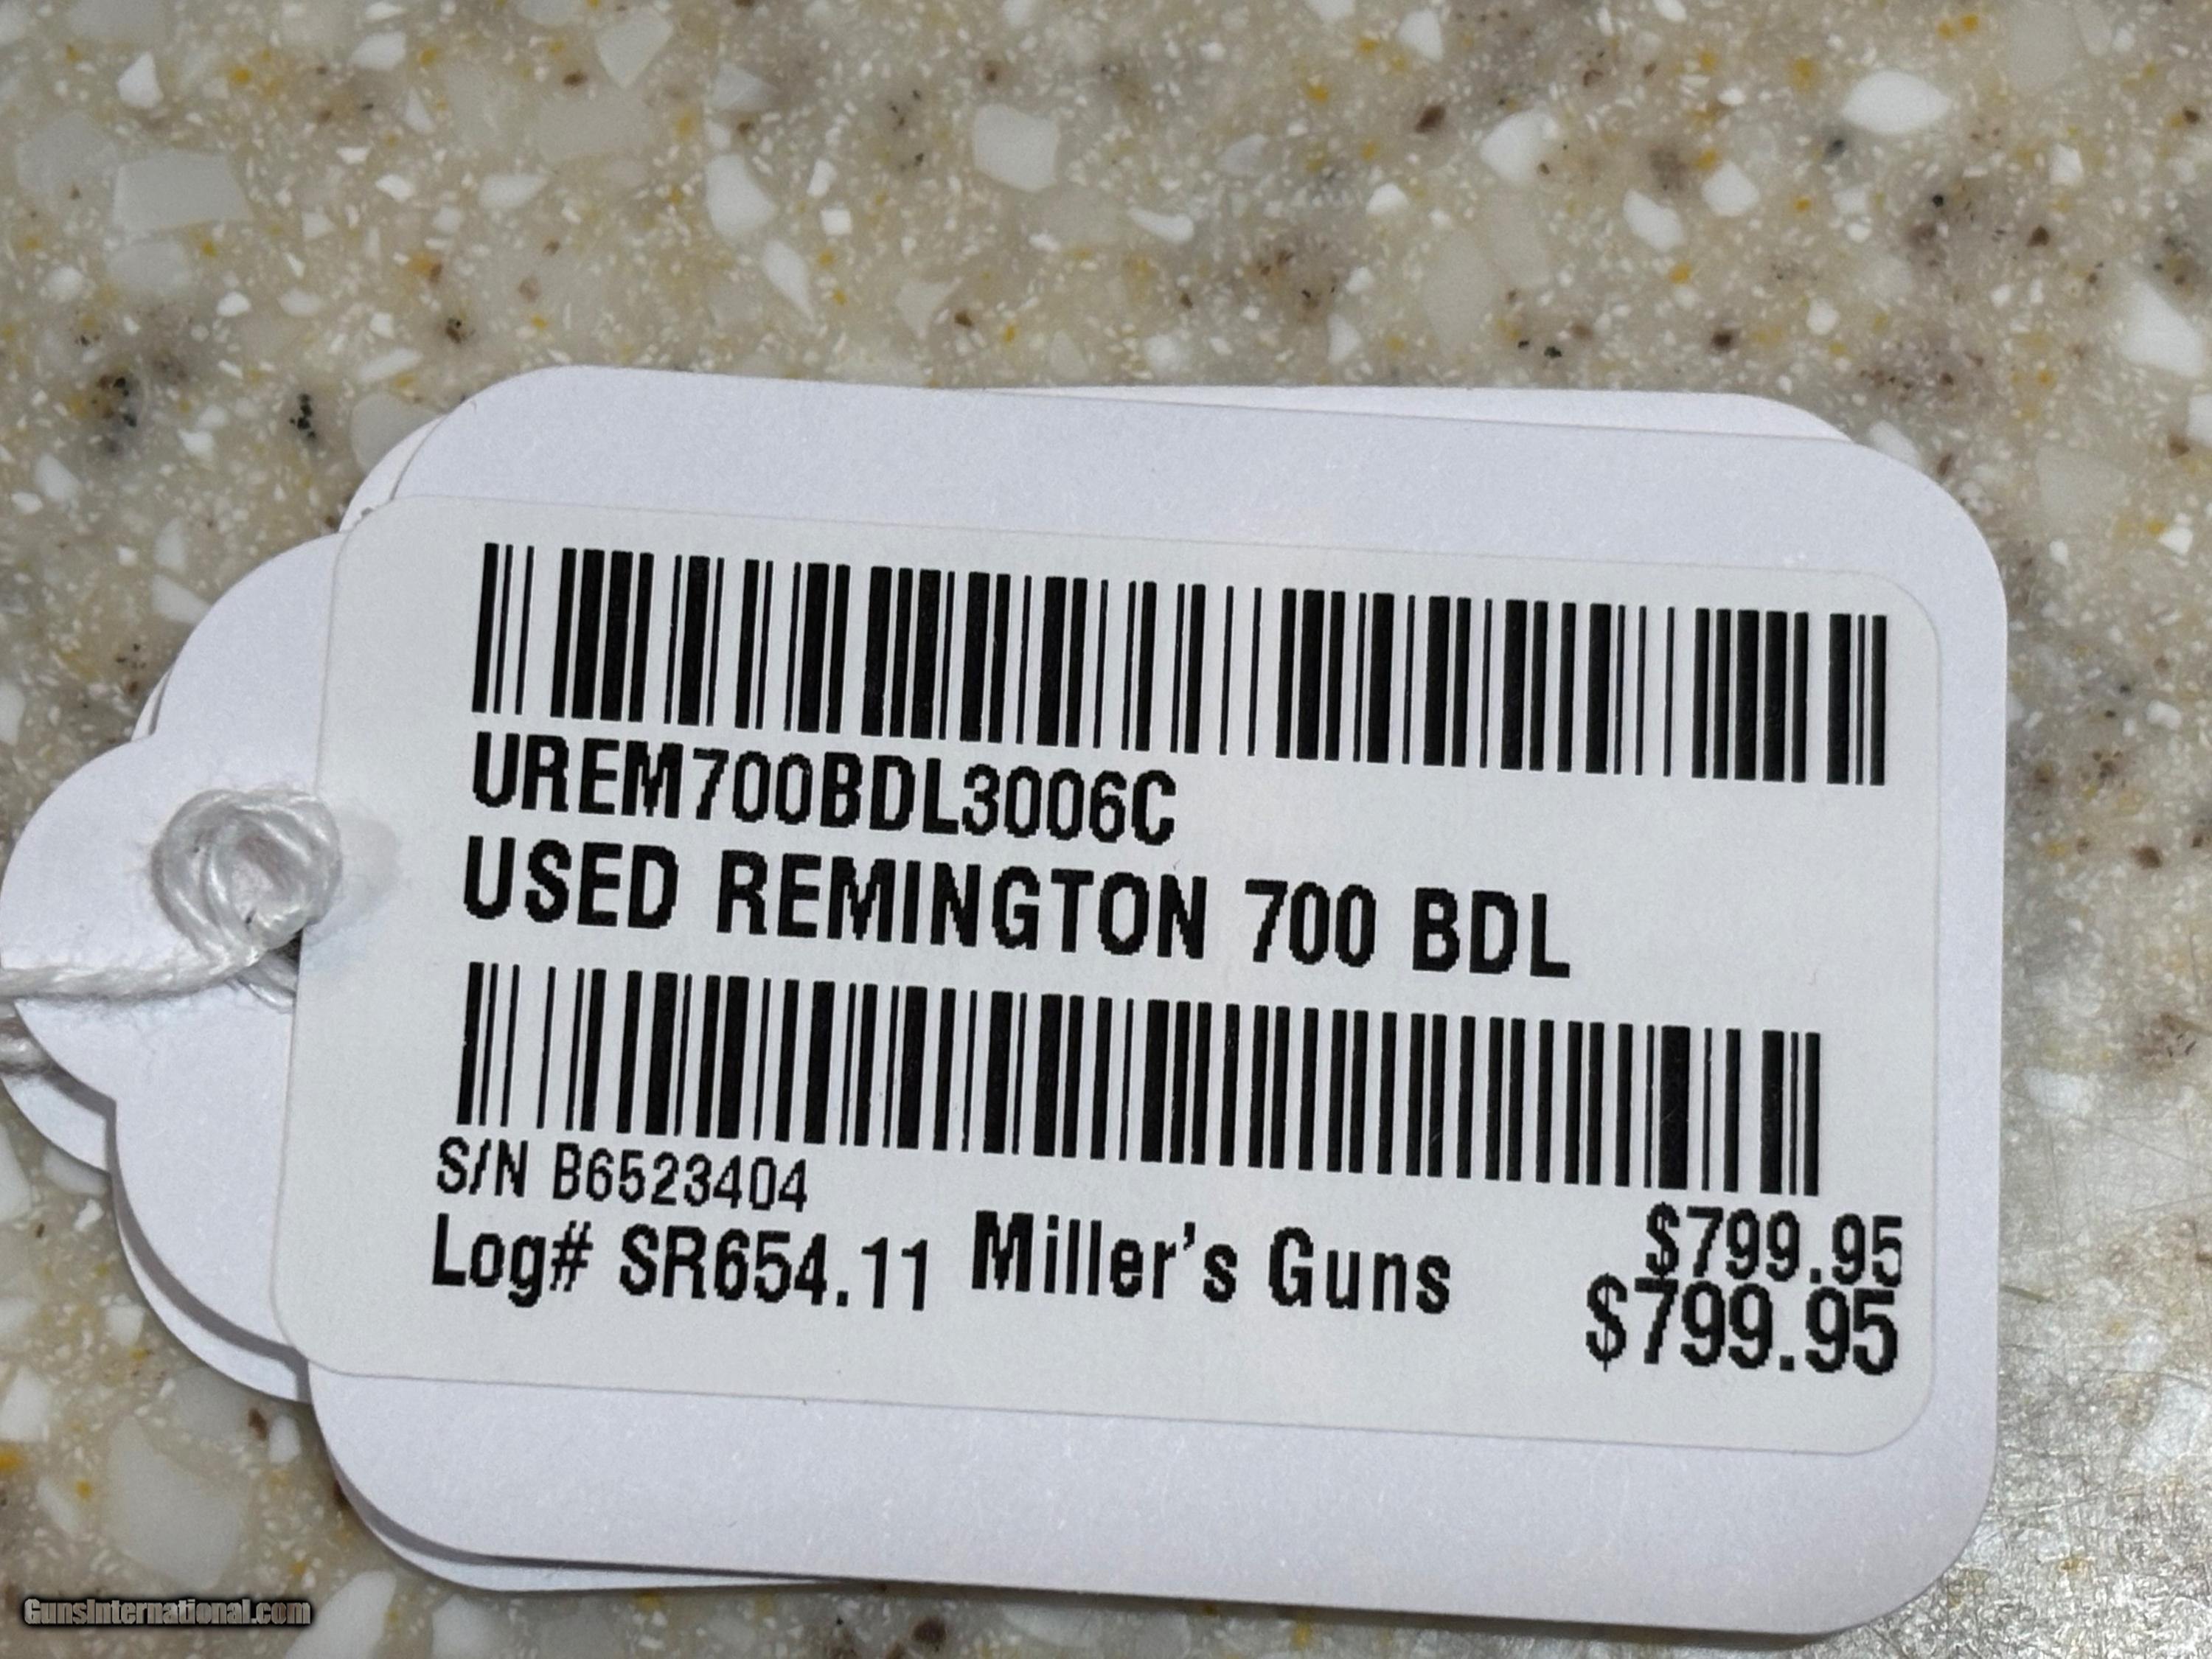 UREM700BDL3006C
USED REMINGTON 700 BDL
S/N B6523404
$799.95
Log# SR654.11 Miller's Guns
$799.95
GunsInternational.com